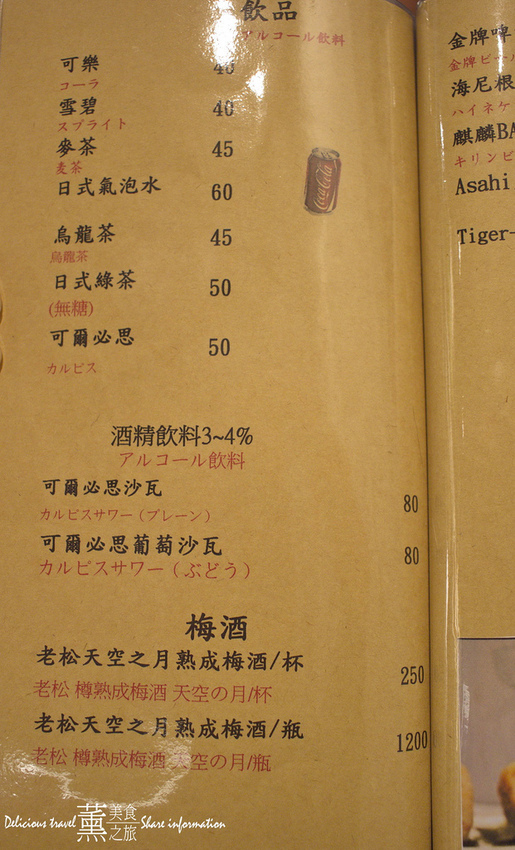 飲品
アルコール飲料
可樂 40
コーラ
雪碧 40
スプライト
麥茶 45
麦茶
日式氣泡水 60
烏龍茶 45
烏龍茶
日式綠茶 50
(無糖)
可爾必思 50
カルピス
酒精飲料3~4%
アルコール飲料
可爾必思沙瓦 80
カルピスサワー(プレーン)
可爾必思葡萄沙瓦 80
カルピスサワー(ぶどう)
梅酒
老松天空之月熟成梅酒/杯 250
老松 樽熟成梅酒 天空の月/杯
老松天空之月熟成梅酒/瓶 1200
老松 樽熟成梅酒 天空の月/瓶
金牌啤
金牌ビール
海尼根
ハイネケ
麒麟BA
キリンビ
Asahi
Tiger-
Coca-Cola
Delicious travel 薰 美食之旅 Share information